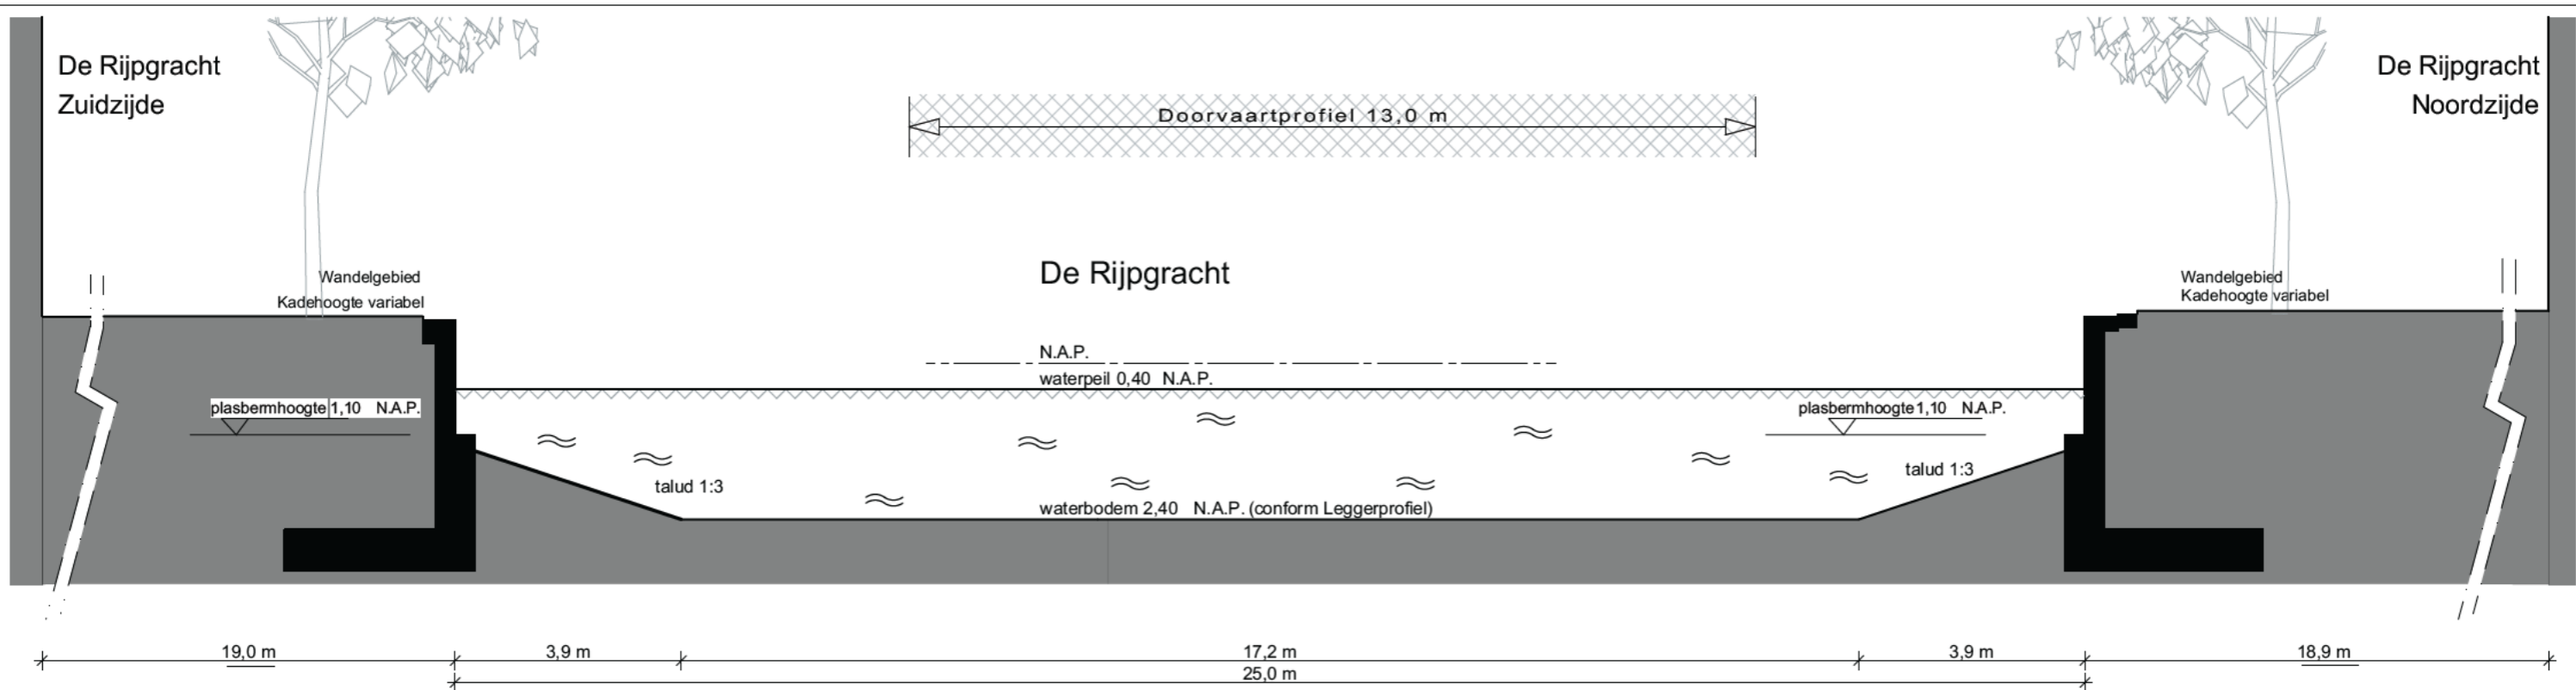 De Rijpgracht
Zuidzijde
Doorvaartprofiel 13,0 m
De Rijpgracht
Noordzijde
De Rijpgracht
Wandelgebied
Kadehoogte variabel
Wandelgebied
Kadehoogte variabel
N.A.P.
waterpeil 0,40 N.A.P.
plasbermhoogte 1,10 N.A.P.
plasbermhoogte 1,10 N.A.P.
talud 1:3
talud 1:3
waterbodem 2,40 N.A.P. (conform Leggerprofiel)
19,0 m
3,9 m
17,2 m
3,9 m
18,9 m
25,0 m